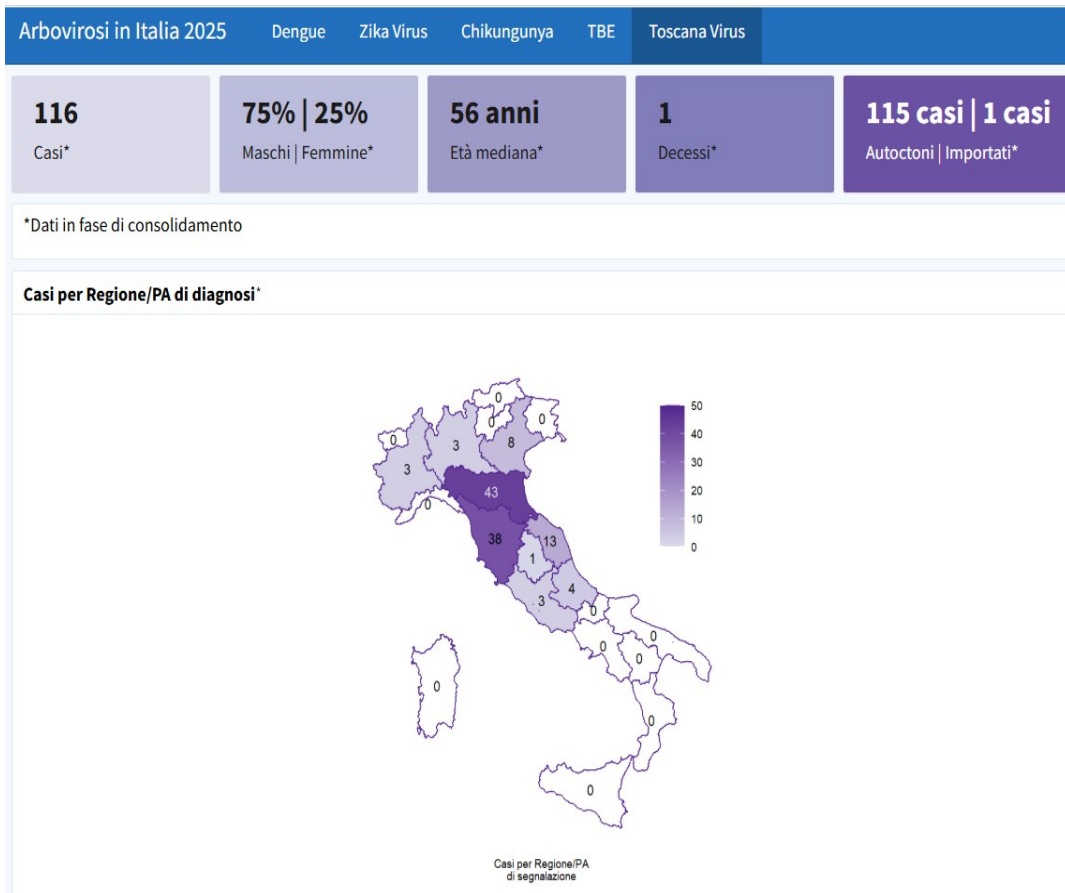 Arbovirosi in Italia 2025 Dengue Zika Virus Chikungunya TBE Toscana Virus
116 75% | 25% 56 anni 1 115 casi | 1 casi
Casi* Maschi | Femmine* Età mediana* Decessi* Autoctoni | Importati*
*Dati in fase di consolidamento
Casi per Regione/PA di diagnosi*
0
50
0 0
0 3 8 40
3
30
43
0 20
38 13 10
1
4 0
3 0
0
0 0
0
0
0
Casi per Regione/PA
di segnalazione